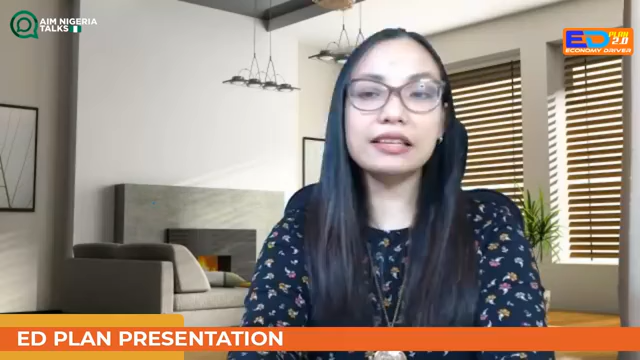 AIM NIGERIA
TALKS
ED PLAN
2.0
ECONOMY DRIVER
ED PLAN PRESENTATION